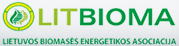 LITBIOMA
LIETUVOS BIOMASĖS ENERGETIKOS ASOCIACIJA